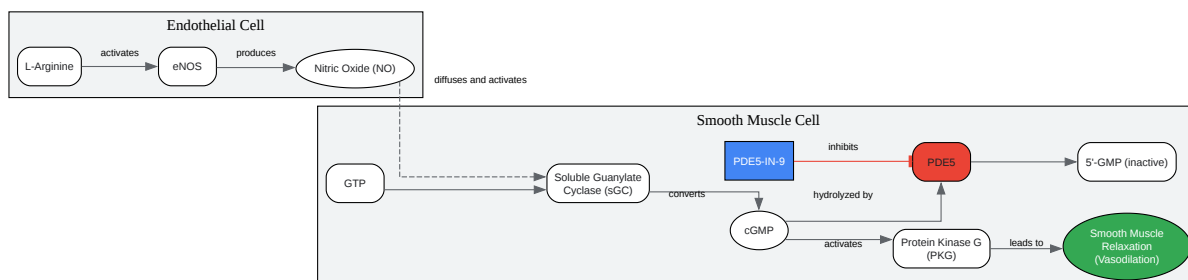 Endothelial Cell
L-Arginine
activates
eNOS
produces
Nitric Oxide (NO)
diffuses and activates
Smooth Muscle Cell
PDE5-IN-9
inhibits
PDE5
5'-GMP (inactive)
GTP
Soluble Guanylate
Cyclase (sGC)
converts
hydrolyzed by
cGMP
activates
Protein Kinase G
(PKG)
leads to
Smooth Muscle
Relaxation
(Vasodilation)